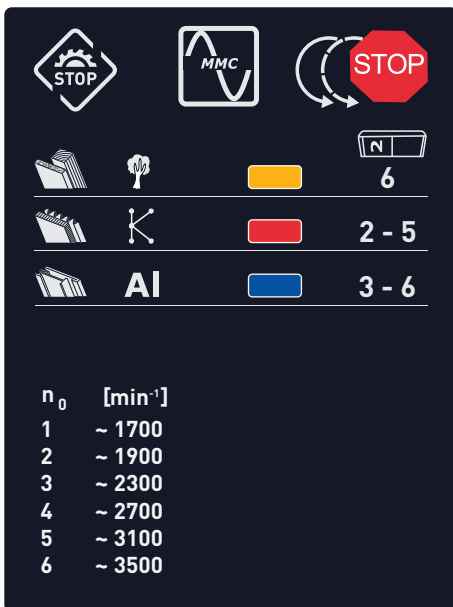 STOP
MMC
STOP
2
6
K
2 - 5
Al
3 - 6
n0 [min-1]
1 ~ 1700
2 ~ 1900
3 ~ 2300
4 ~ 2700
5 ~ 3100
6 ~ 3500